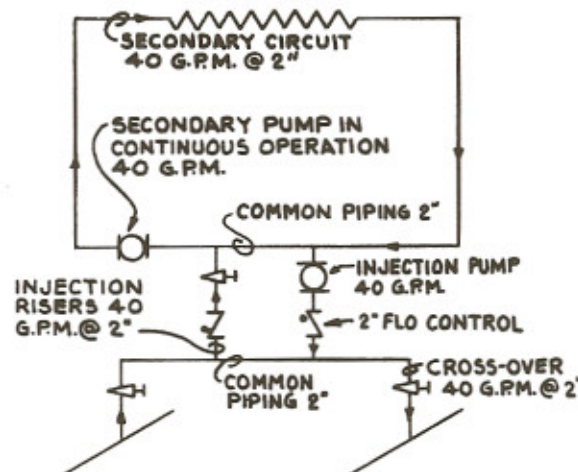 SECONDARY CIRCUIT
40 G.P.M. @ 2"
SECONDARY PUMP IN
CONTINUOUS OPERATION
40 G.P.M.
COMMON PIPING 2"
INJECTION PUMP
40 G.P.M.
INJECTION
RISERS 40
G.P.M. @ 2"
2" FLO CONTROL
COMMON
PIPING 2"
CROSS-OVER
40 G.P.M. @ 2"